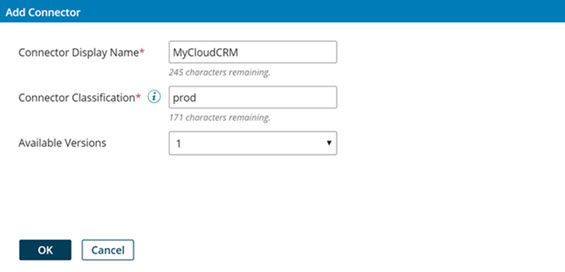 Add Connector
Connector Display Name* MyCloudCRM
245 characters remaining.
Connector Classification* i prod
171 characters remaining.
Available Versions 1
OK Cancel